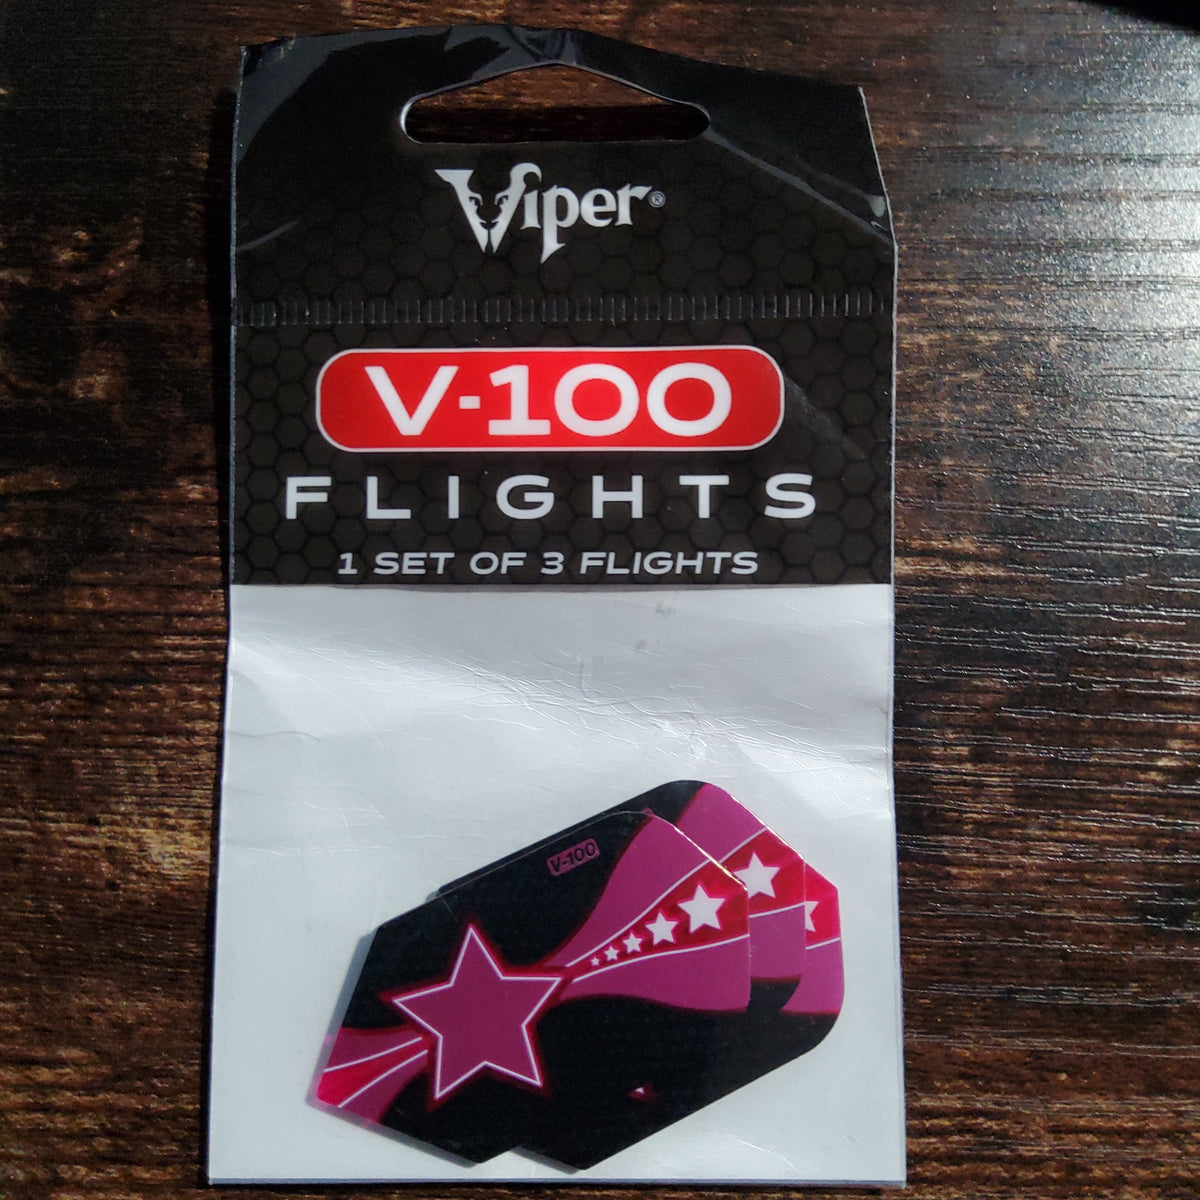 Viper®
V-100
FLIGHTS
1 SET OF 3 FLIGHTS
V-100